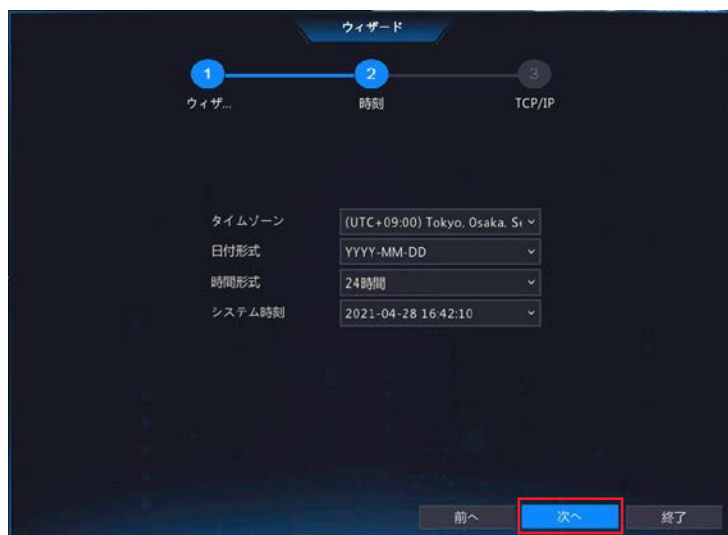 ウィザード
1 2 3
ウィザ... 時刻 TCP/IP
タイムゾーン (UTC+09:00) Tokyo, Osaka,
日付形式 YYYY-MM-DD
時間形式 24時間
システム時刻 2021-04-28 16:42:10
前へ 次へ 終了